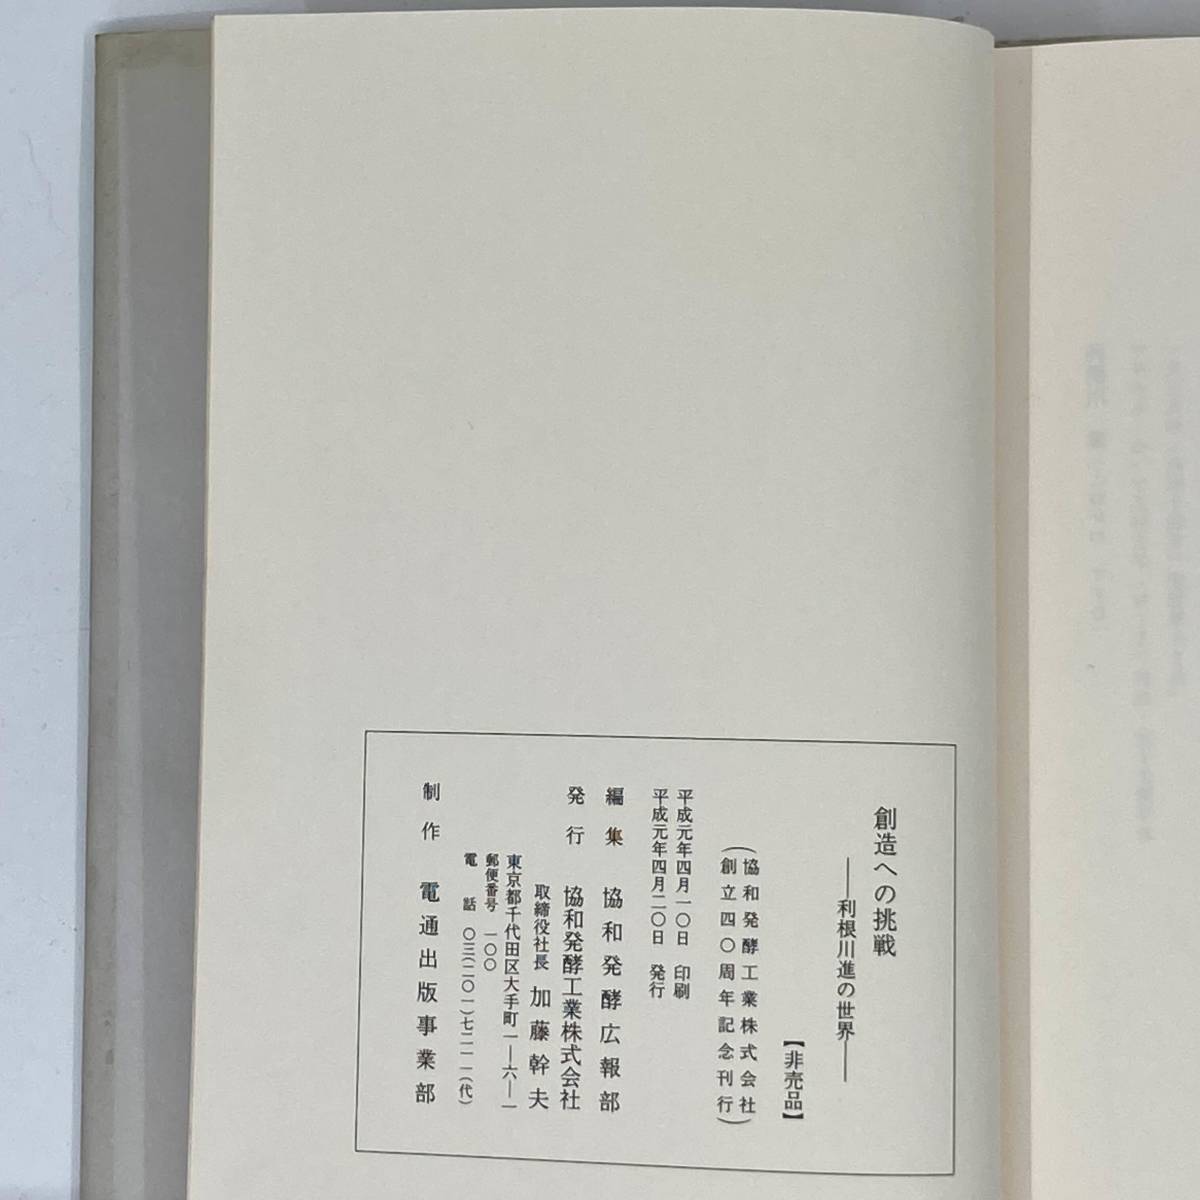 創造への挑戦
――利根川進の世界――
【非売品】
(協和発酵工業株式会社
創立四〇周年記念刊行)
平成元年四月一〇日 印刷
平成元年四月二〇日 発行
編集 協和発酵広報部
発行 協和発酵工業株式会社
取締役社長 加藤幹夫
東京都千代田区大手町一―六―一
郵便番号 一〇〇
電話 〇三(二〇一)七二一一(代)
制作 電通出版事業部